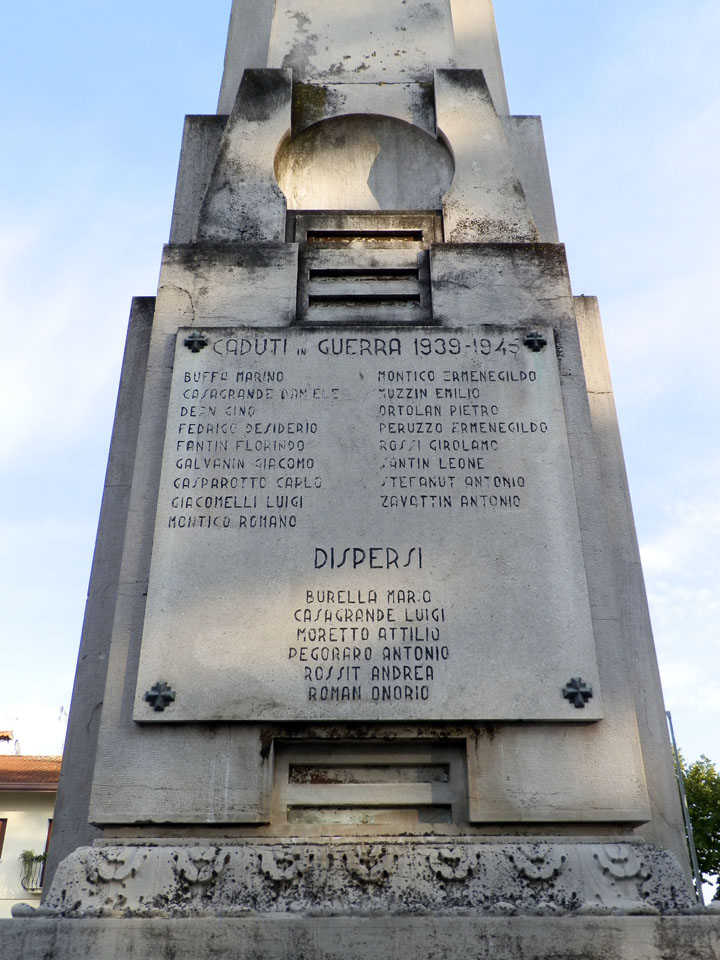 CADUTI IN GUERRA 1939-1945
BUFFA MARINO
CASAGRANDE DANIELE
DEAN GINO
FEDRIGO DESIDERIO
FANTIN FLORINDO
GALVANIN GIACOMO
GASPAROTTO CARLO
GIACOMELLI LUIGI
MONTICO ROMANO
MONTICO ERMENEGILDO
MUZZIN EMILIO
ORTOLAN PIETRO
PERUZZO ERMENEGILDO
ROSSI GIROLAMO
SANTIN LEONE
STEFANUT ANTONIO
ZAVATTIN ANTONIO
DISPERSI
BURELLA MARIO
CASAGRANDE LUIGI
MORETTO ATTILIO
PEGORARO ANTONIO
ROSSIT ANDREA
ROMAN ONORIO